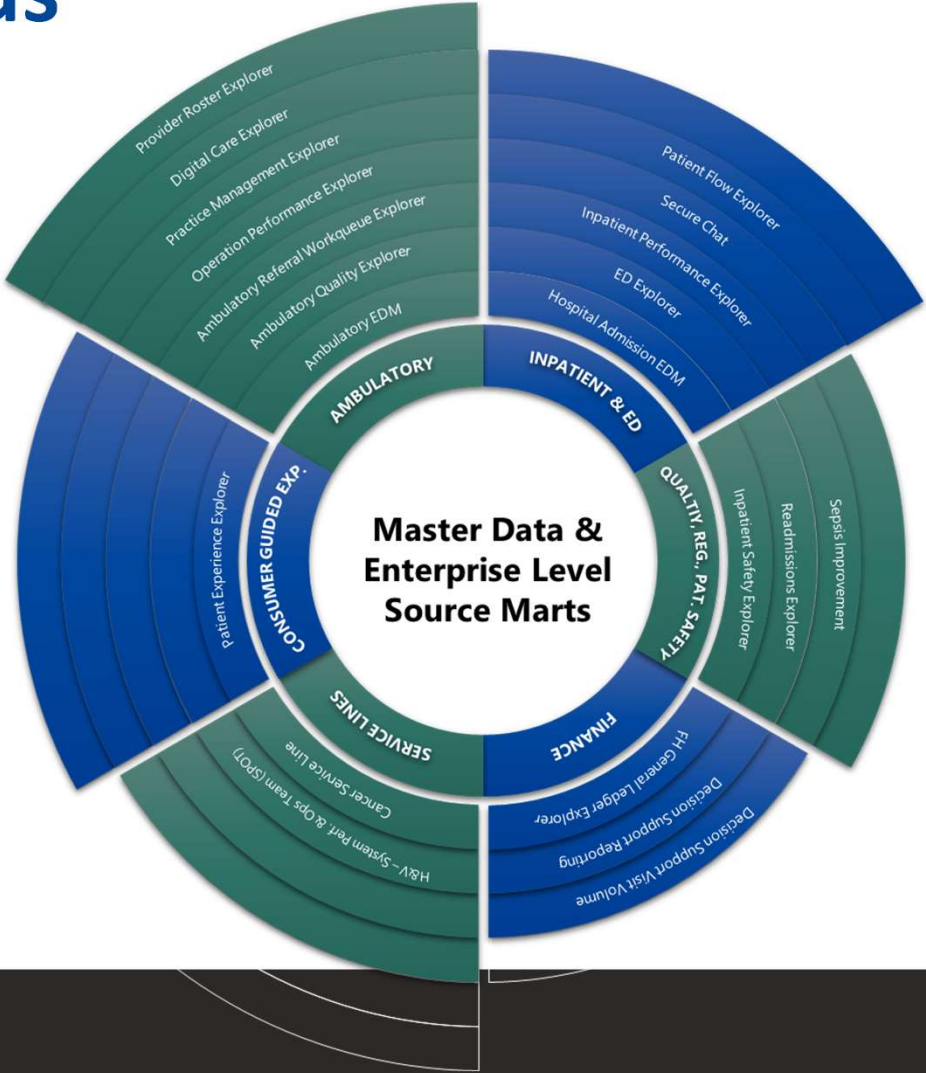 Provider Roster Explorer
Digital Care Explorer
Practice Management Explorer
Operation Performance Explorer
Ambulatory Referral Workqueue Explorer
Ambulatory Quality Explorer
Ambulatory EDM
AMBULATORY
Patient Flow Explorer
Secure Chat
Inpatient Performance Explorer
ED Explorer
Hospital Admission EDM
INPATIENT & ED
QUALTIY, REG., PAT. SAFETY
Inpatient Safety Explorer
Readmissions Explorer
Sepsis Improvement
FINANCE
FH General Ledger Explorer
Decision Support Reporting
Decision Support Visit Volume
SERVICE LINES
Cancer Service Line
H&V – System Perf. & Ops Team (SPOT)
CONSUMER GUIDED EXP.
Patient Experience Explorer
Master Data &
Enterprise Level
Source Marts